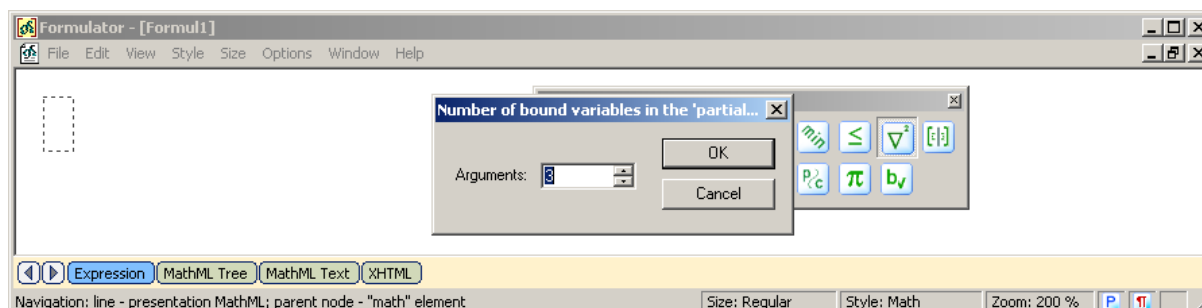 Formulator - [Formul1]
File Edit View Style Size Options Window Help
Number of bound variables in the 'partial...
Arguments: 3
OK
Cancel
min ≤ ∇²
P/C π b
Expression MathML Tree MathML Text XHTML
Navigation: line - presentation MathML; parent node - "math" element Size: Regular Style: Math Zoom: 200 % P ¶